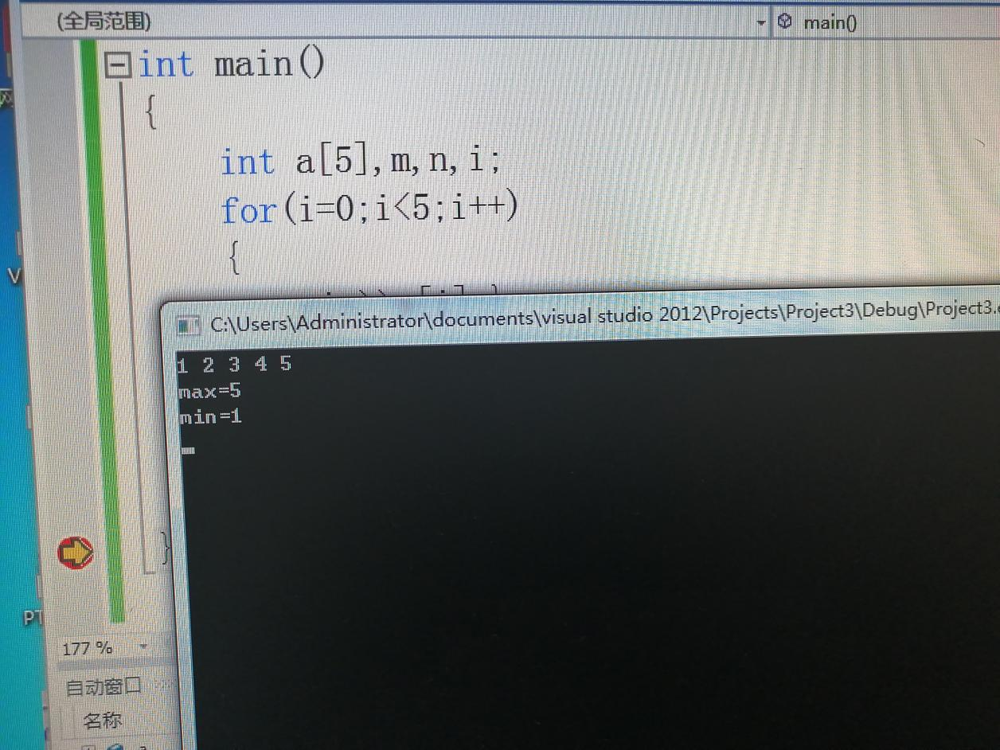 (全局范围)
main()
int main()
{
int a[5],m,n,i;
for(i=0;i<5;i++)
{
C:\Users\Administrator\documents\visual studio 2012\Projects\Project3\Debug\Project3.
1 2 3 4 5
max=5
min=1
}
V
PT
177 %
自动窗口
名称